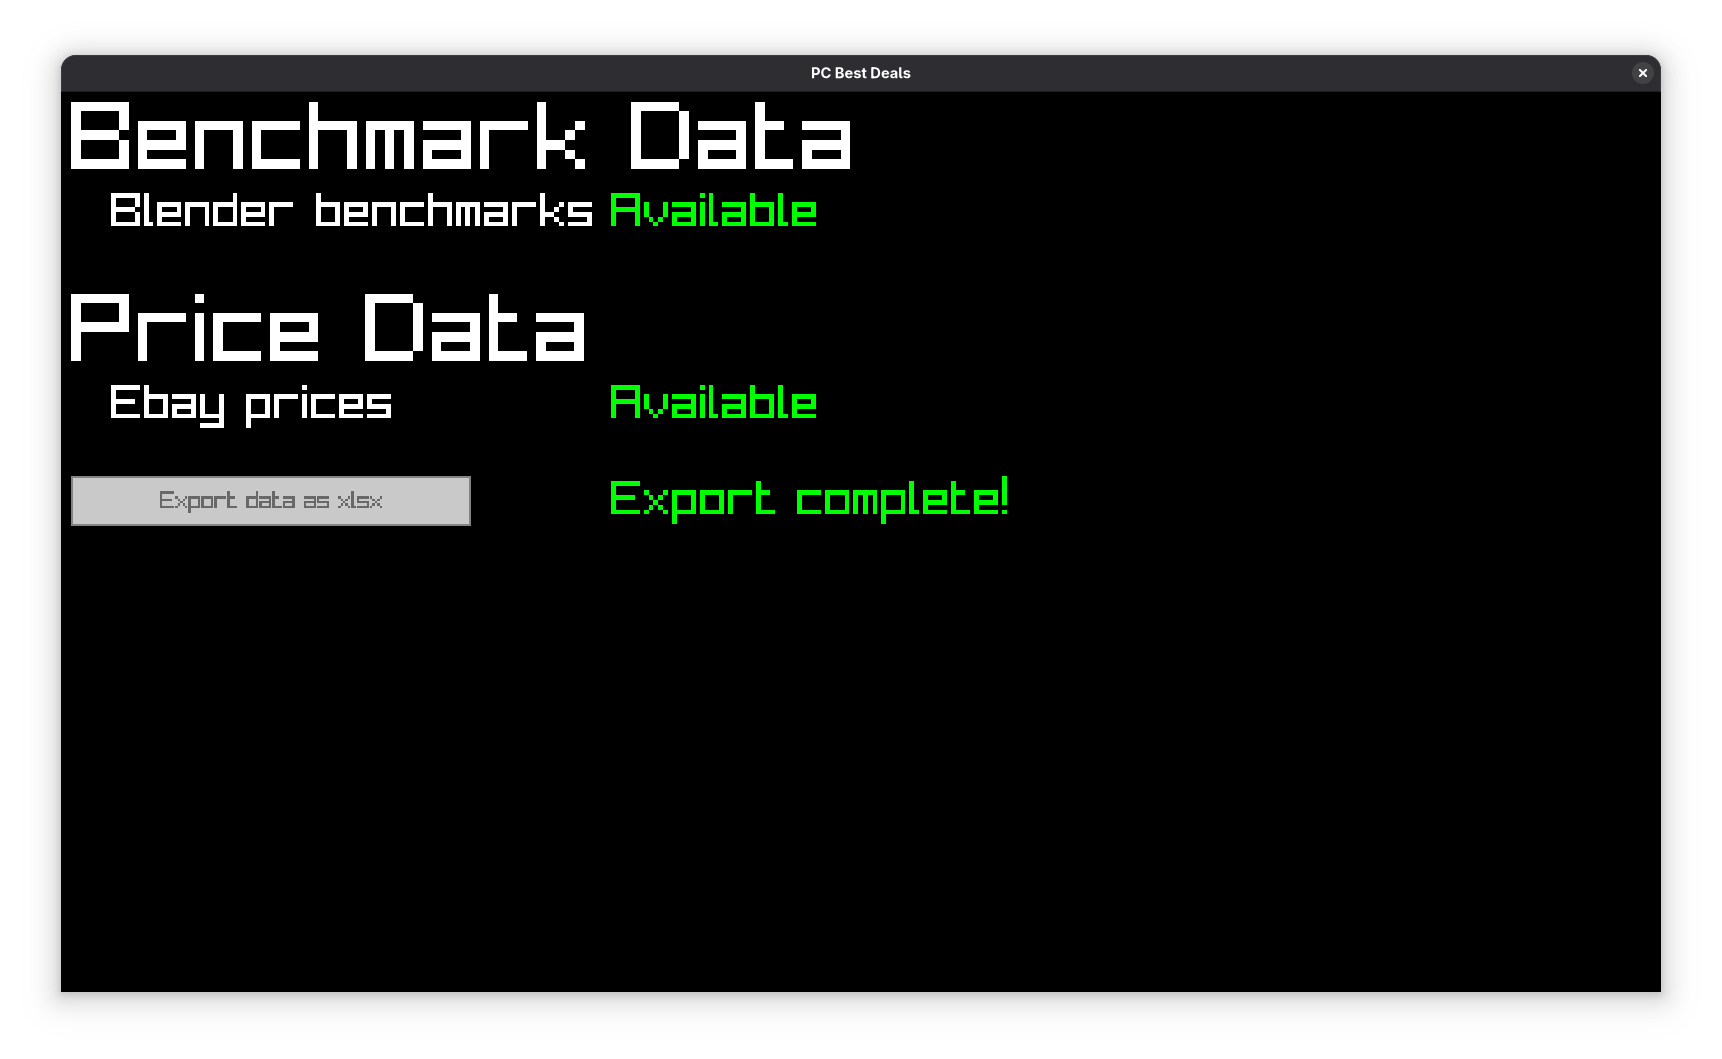 PC Best Deals
Benchmark Data
Blender benchmarks Available
Price Data
Ebay prices Available
Export data as xlsx Export complete!